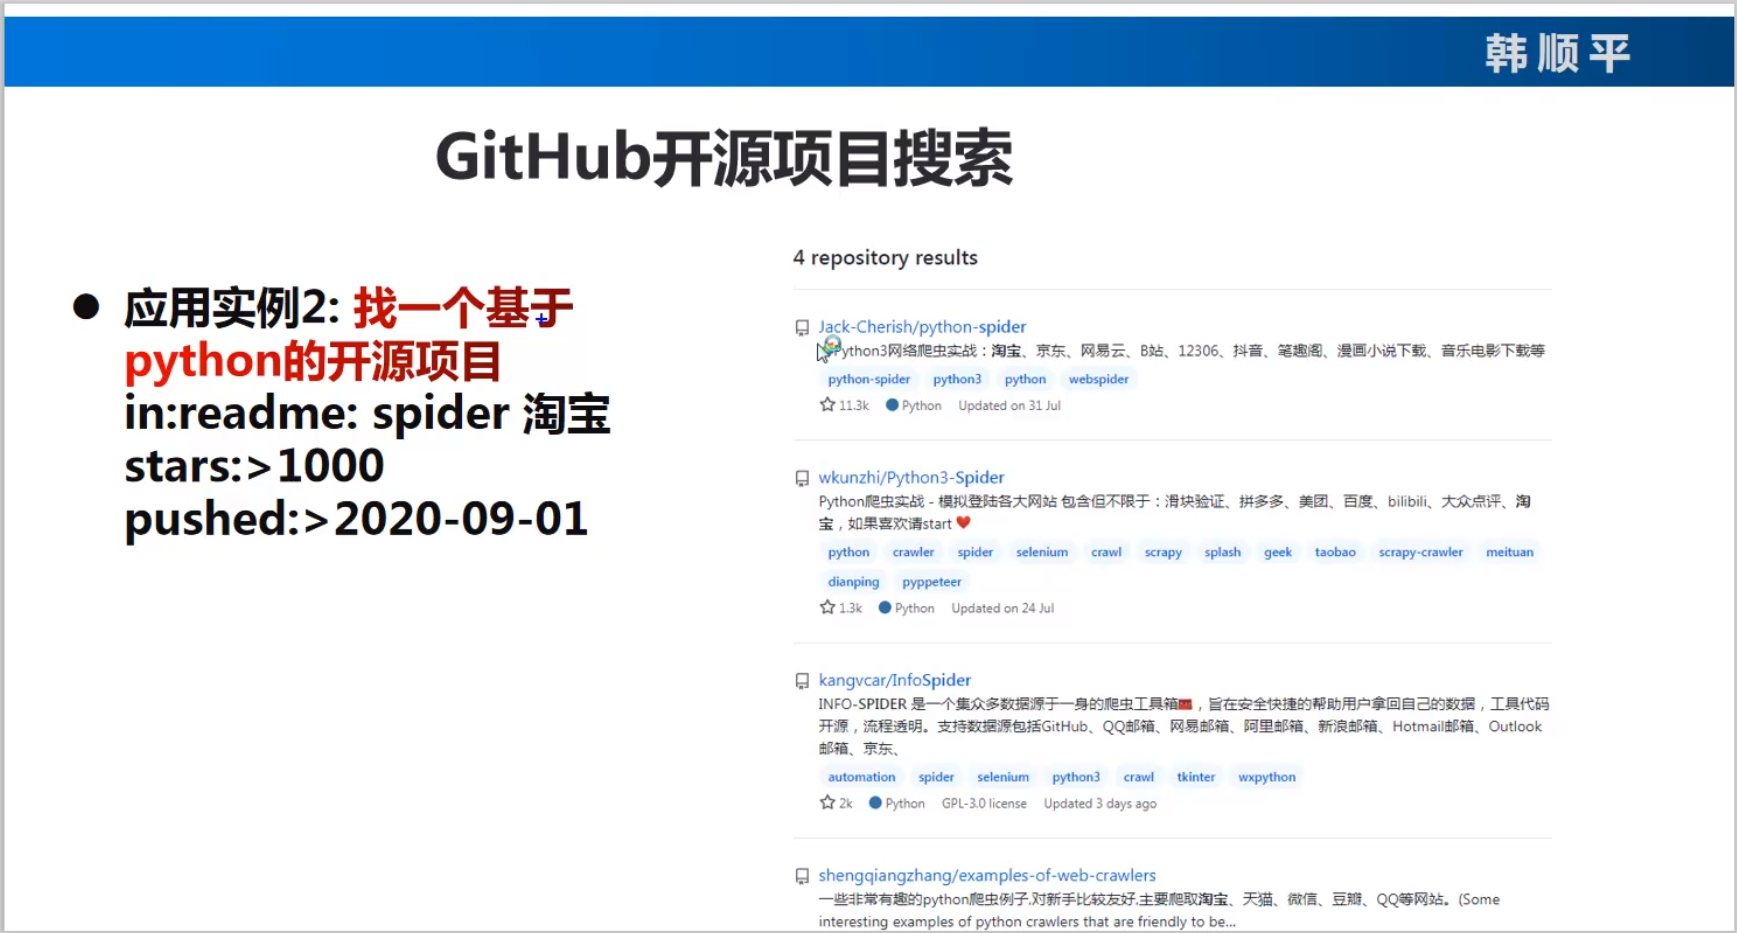 韩顺平
GitHub开源项目搜索
● 应用实例2: 找一个基于
python的开源项目
in:readme: spider 淘宝
stars:>1000
pushed:>2020-09-01
4 repository results
Jack-Cherish/python-spider
Python3网络爬虫实战：淘宝、京东、网易云、B站、12306、抖音、笔趣阁、漫画小说下载、音乐电影下载等
python-spider python3 python webspider
11.3k Python Updated on 31 Jul
wkunzhi/Python3-Spider
Python爬虫实战 - 模拟登陆各大网站 包含但不限于：滑块验证、拼多多、美团、百度、bilibili、大众点评、淘
宝，如果喜欢请start ❤️
python crawler spider selenium crawl scrapy splash geek taobao scrapy-crawler meituan
dianping pyppeteer
1.3k Python Updated on 24 Jul
kangvcar/InfoSpider
INFO-SPIDER 是一个集众多数据源于一身的爬虫工具箱🧰，旨在安全快捷的帮助用户拿回自己的数据，工具代码
开源，流程透明。支持数据源包括GitHub、QQ邮箱、网易邮箱、阿里邮箱、新浪邮箱、Hotmail邮箱、Outlook
邮箱、京东、
automation spider selenium python3 crawl tkinter wxpython
2k Python GPL-3.0 license Updated 3 days ago
shengqiangzhang/examples-of-web-crawlers
一些非常有趣的python爬虫例子,对新手比较友好,主要爬取淘宝、天猫、微信、豆瓣、QQ等网站。(Some
interesting examples of python crawlers that are friendly to be...